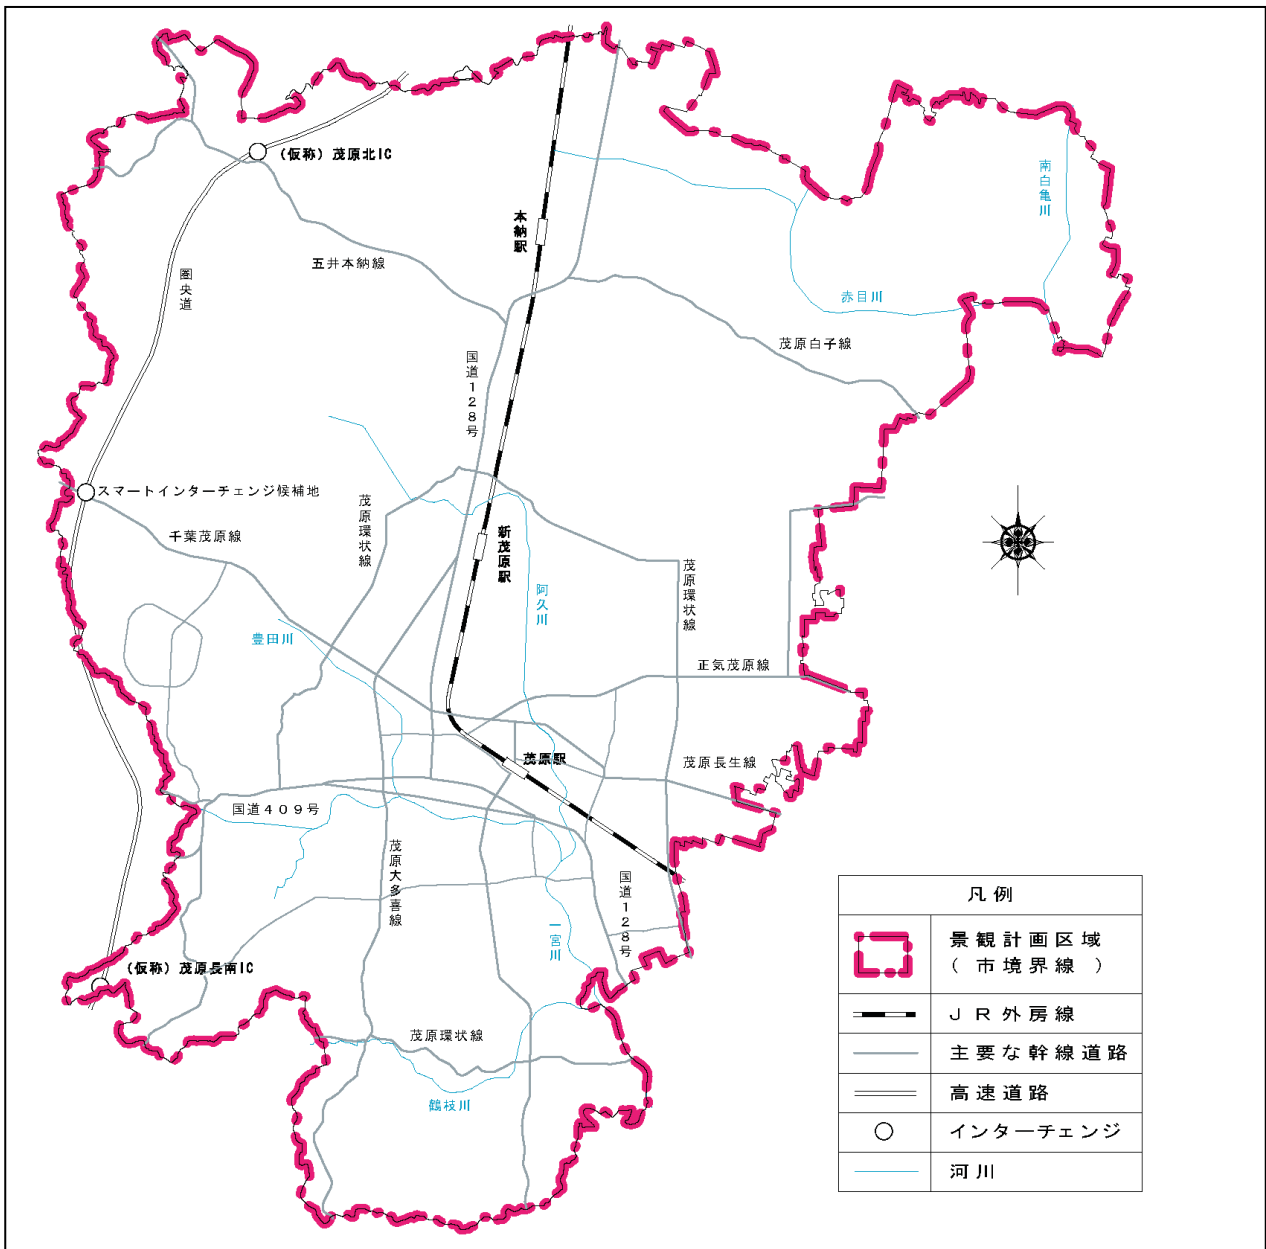 (仮称)茂原北IC
南白亀川
本納駅
五井本納線
圏央道
赤目川
茂原白子線
国道128号
スマートインターチェンジ候補地
茂原環状線
千葉茂原線
新茂原駅
茂原環状線
阿久川
豊田川
正気茂原線
茂原駅
茂原長生線
国道409号
茂原大多喜線
国道128号
一宮川
(仮称)茂原長南IC
茂原環状線
鶴枝川
凡例
景観計画区域
(市境界線)
JR外房線
主要な幹線道路
高速道路
インターチェンジ
河川